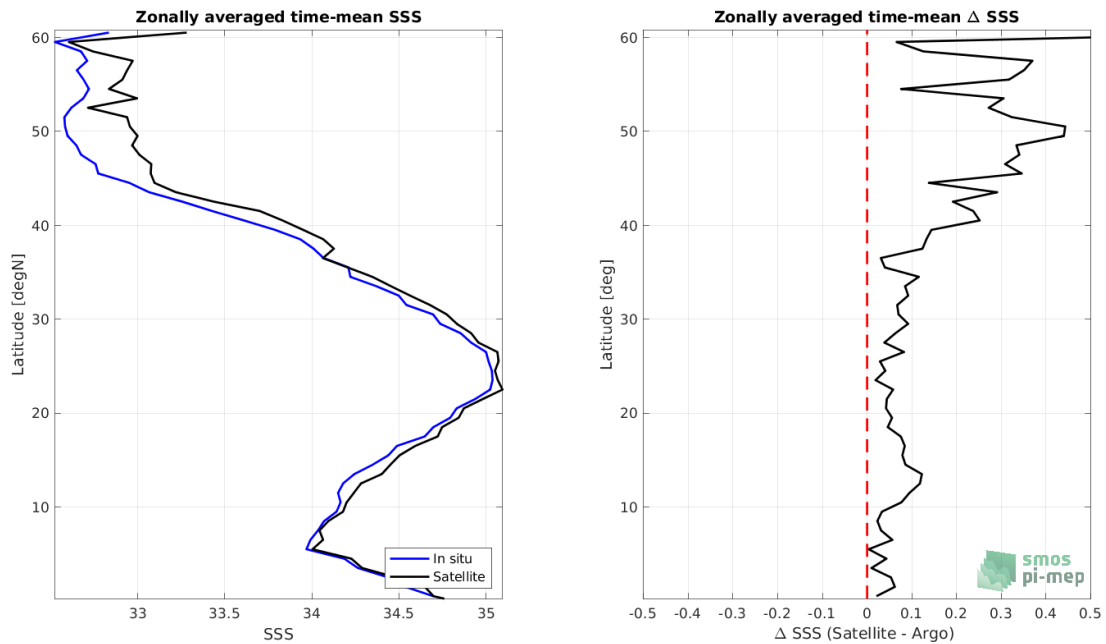 Zonally averaged time-mean SSS
60
50
40
30
20
10
Latitude [degN]
33
33.5
34
34.5
35
SSS
In situ
Satellite
Zonally averaged time-mean Δ SSS
60
50
40
30
20
10
Latitude [deg]
-0.5
-0.4
-0.3
-0.2
-0.1
0
0.1
0.2
0.3
0.4
0.5
Δ SSS (Satellite - Argo)
smos
pi-mep